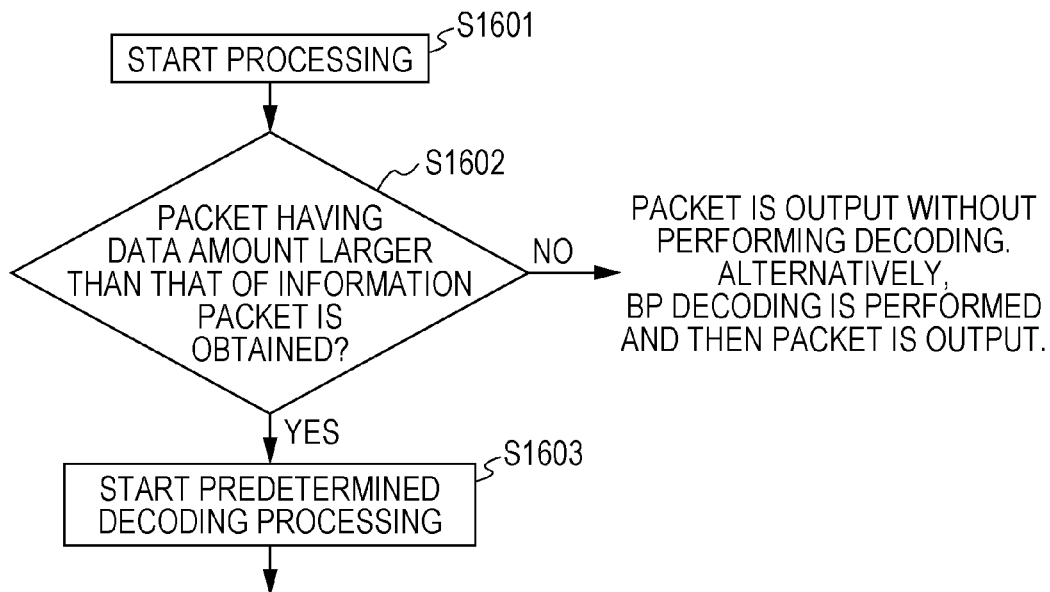 S1601
START PROCESSING
S1602
PACKET HAVING
DATA AMOUNT LARGER
THAN THAT OF INFORMATION
PACKET IS
OBTAINED?
NO
PACKET IS OUTPUT WITHOUT
PERFORMING DECODING.
ALTERNATIVELY,
BP DECODING IS PERFORMED
AND THEN PACKET IS OUTPUT.
YES
S1603
START PREDETERMINED
DECODING PROCESSING